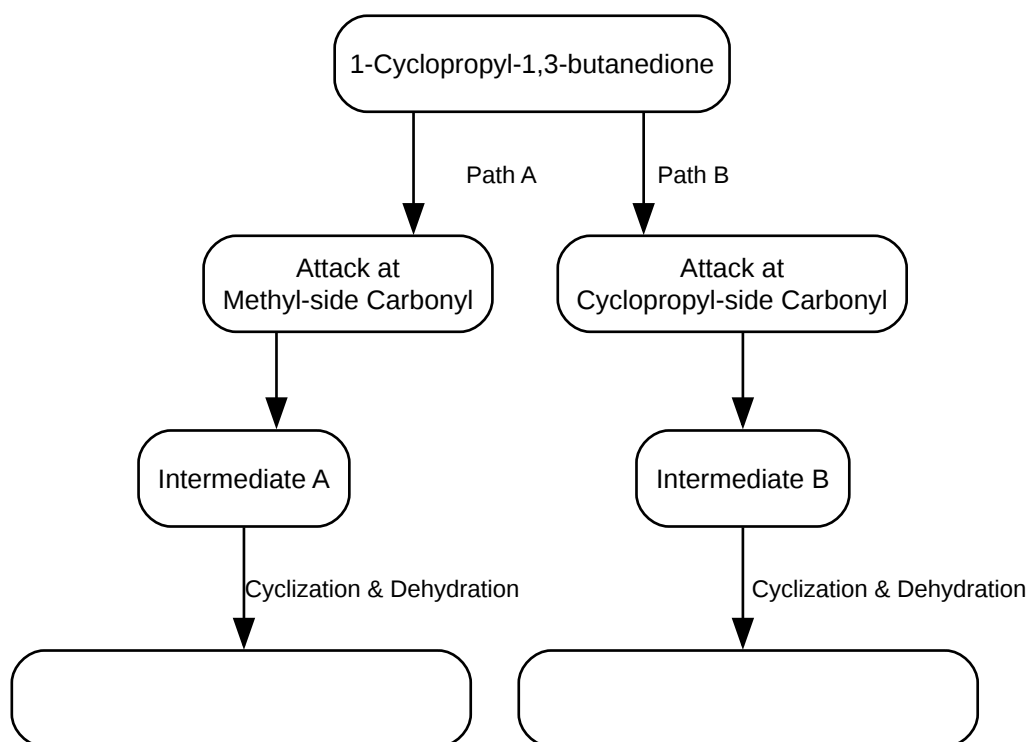 1-Cyclopropyl-1,3-butanedione
Path A
Path B
Attack at
Methyl-side Carbonyl
Attack at
Cyclopropyl-side Carbonyl
Intermediate A
Intermediate B
Cyclization & Dehydration
Cyclization & Dehydration